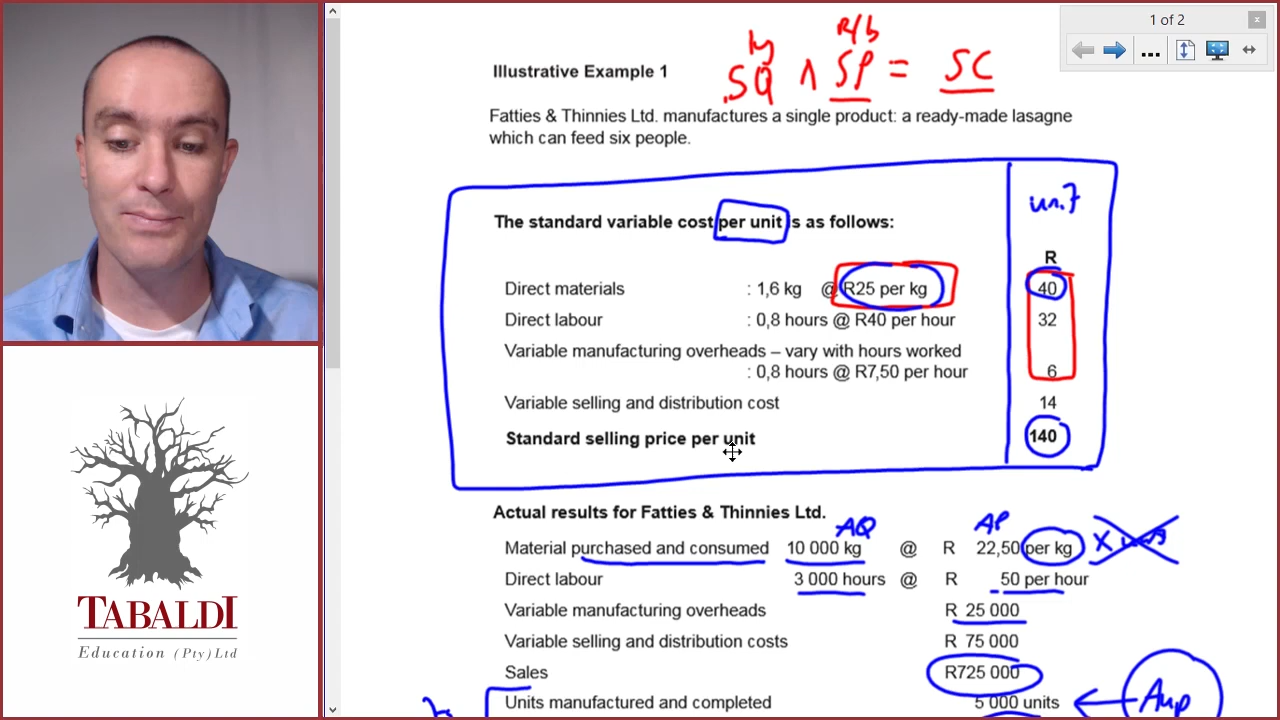 1 of 2
kg R/h
SQ x SP = SC
Illustrative Example 1
Fatties & Thinnies Ltd. manufactures a single product: a ready-made lasagne
which can feed six people.
unit
The standard variable cost per unit is as follows:
R
Direct materials : 1,6 kg @ R25 per kg 40
Direct labour : 0,8 hours @ R40 per hour 32
Variable manufacturing overheads – vary with hours worked
: 0,8 hours @ R7,50 per hour 6
Variable selling and distribution cost 14
Standard selling price per unit 140
Actual results for Fatties & Thinnies Ltd.
AQ AP
Material purchased and consumed 10 000 kg @ R 22,50 per kg X
Direct labour 3 000 hours @ R 50 per hour
Variable manufacturing overheads R 25 000
Variable selling and distribution costs R 75 000
Sales R725 000
Units manufactured and completed 5 000 units
TABALDI
Education (Pty) Ltd